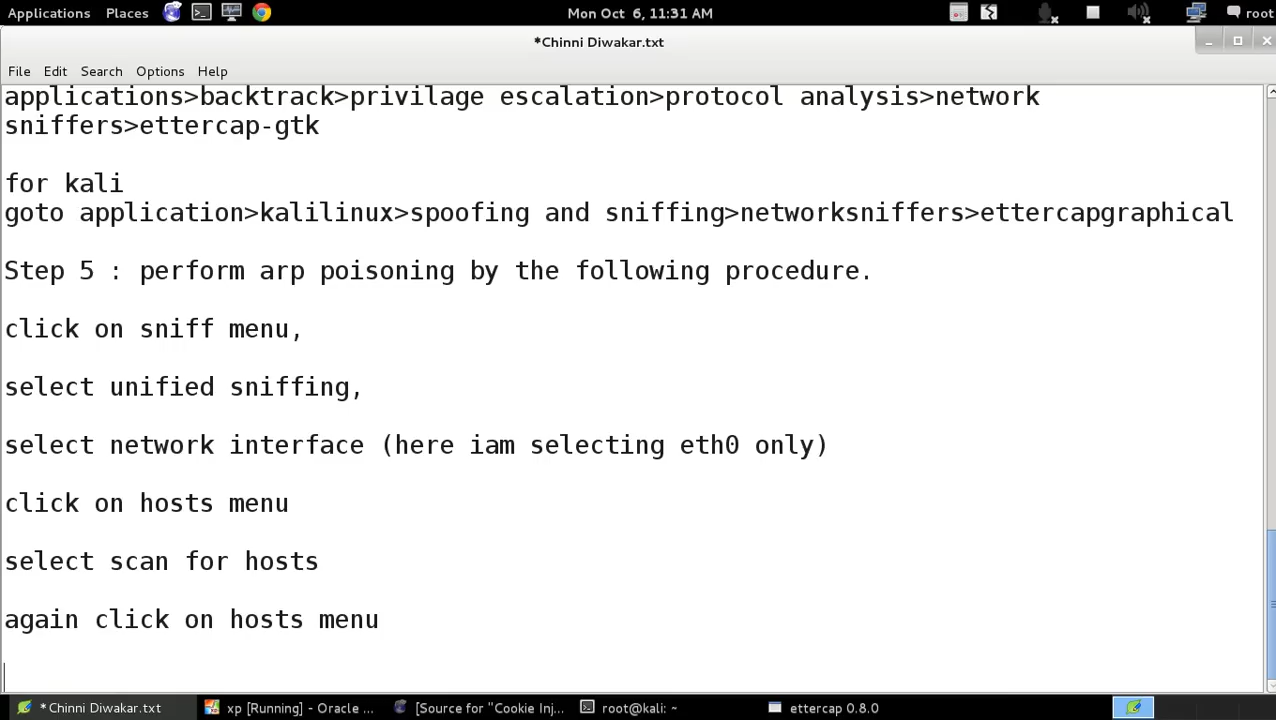 Applications Places Mon Oct 6, 11:31 AM root
*Chinni Diwakar.txt
File Edit Search Options Help
applications>backtrack>privilage escalation>protocol analysis>network
sniffers>ettercap-gtk
for kali
goto application>kalilinux>spoofing and sniffing>networksniffers>ettercapgraphical
Step 5 : perform arp poisoning by the following procedure.
click on sniff menu,
select unified sniffing,
select network interface (here iam selecting eth0 only)
click on hosts menu
select scan for hosts
again click on hosts menu
*Chinni Diwakar.txt xp [Running] - Oracle ... [Source for "Cookie Inj... root@kali: ~ ettercap 0.8.0